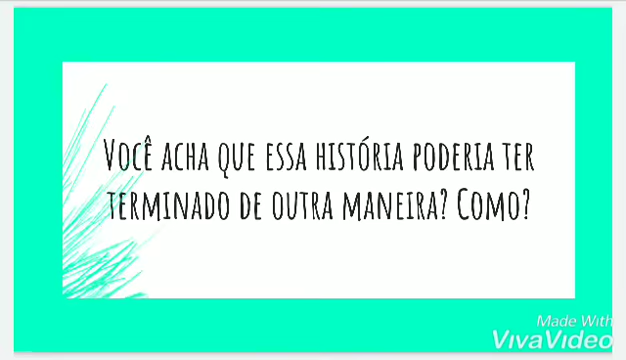 Você acha que essa história poderia ter
terminado de outra maneira? Como?
Made With
VivaVideo